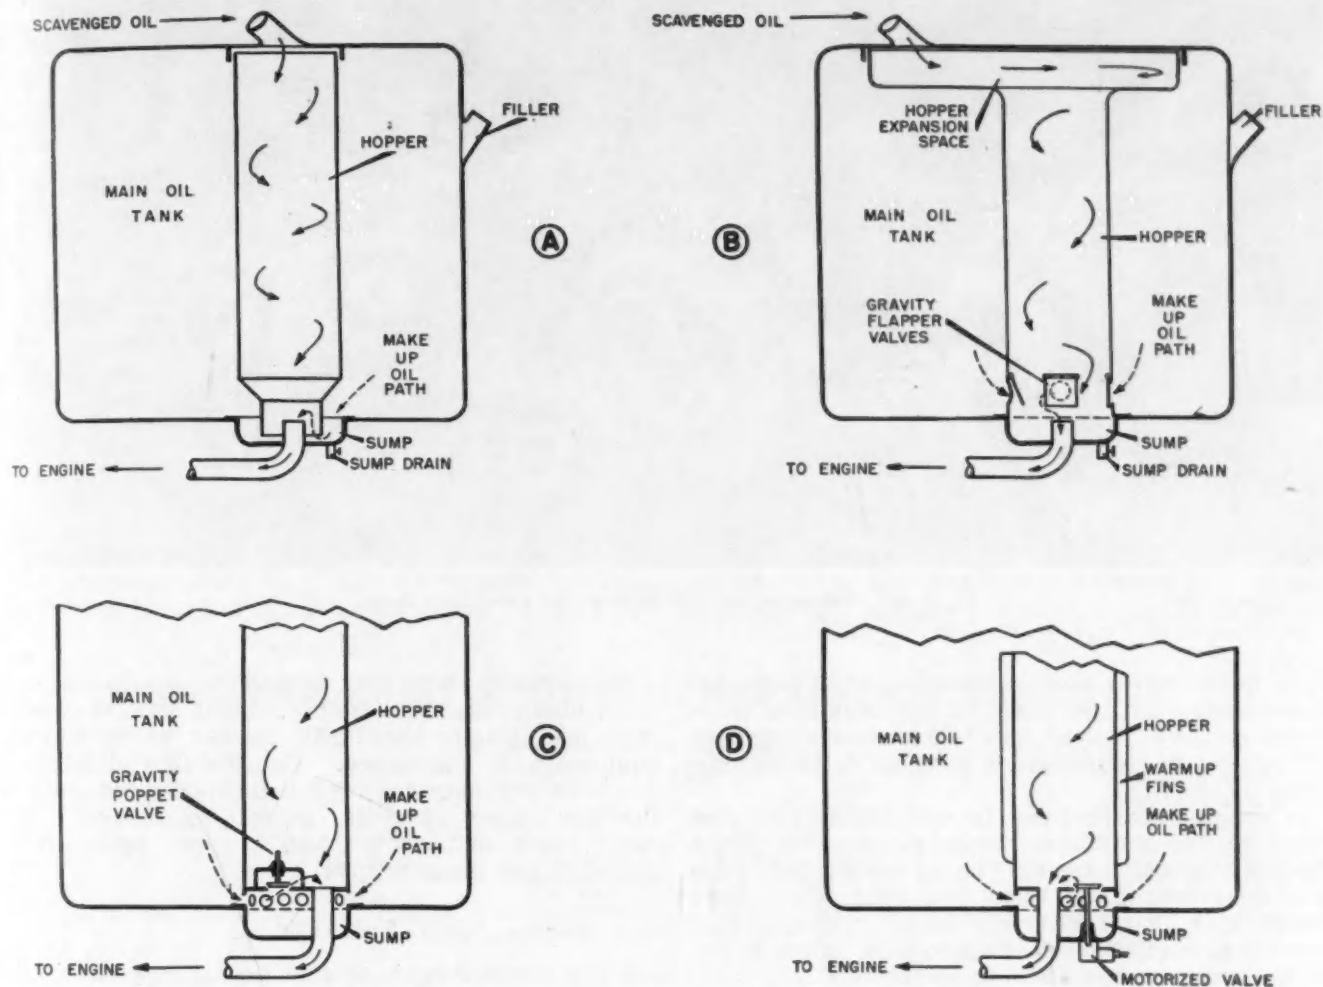 SCAVENGED OIL
FILLER
HOPPER
MAIN OIL
TANK
MAKE
UP
OIL
PATH
SUMP
SUMP DRAIN
TO ENGINE
A
SCAVENGED OIL
HOPPER
EXPANSION
SPACE
FILLER
MAIN OIL
TANK
HOPPER
GRAVITY
FLAPPER
VALVES
MAKE
UP
OIL
PATH
SUMP
SUMP DRAIN
TO ENGINE
B
MAIN OIL
TANK
HOPPER
GRAVITY
POPPET
VALVE
MAKE
UP
OIL
PATH
SUMP
TO ENGINE
C
MAIN OIL
TANK
HOPPER
WARMUP
FINS
MAKE UP
OIL PATH
SUMP
TO ENGINE
MOTORIZED VALVE
D